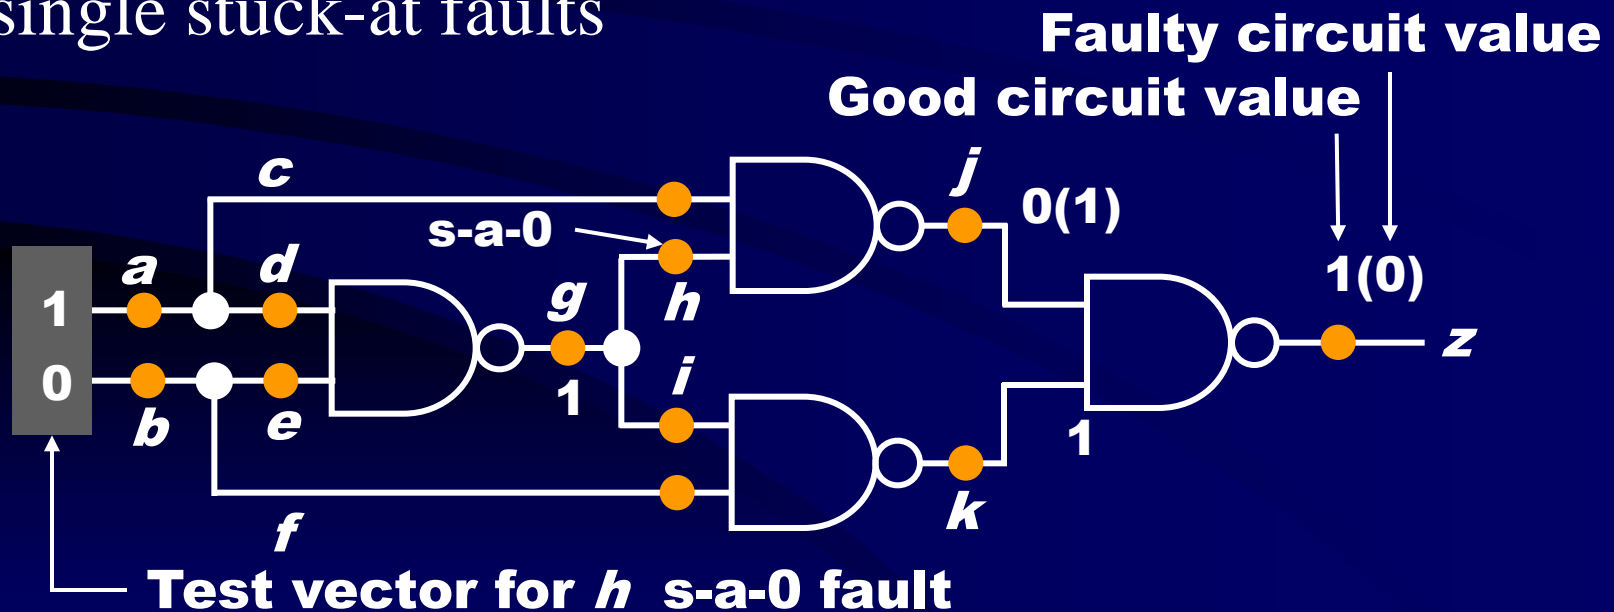 single stuck-at faults
Faulty circuit value
Good circuit value
c
j
s-a-0
0(1)
a
d
1(0)
1
g
h
z
0
i
1
b
e
1
k
f
Test vector for h s-a-0 fault